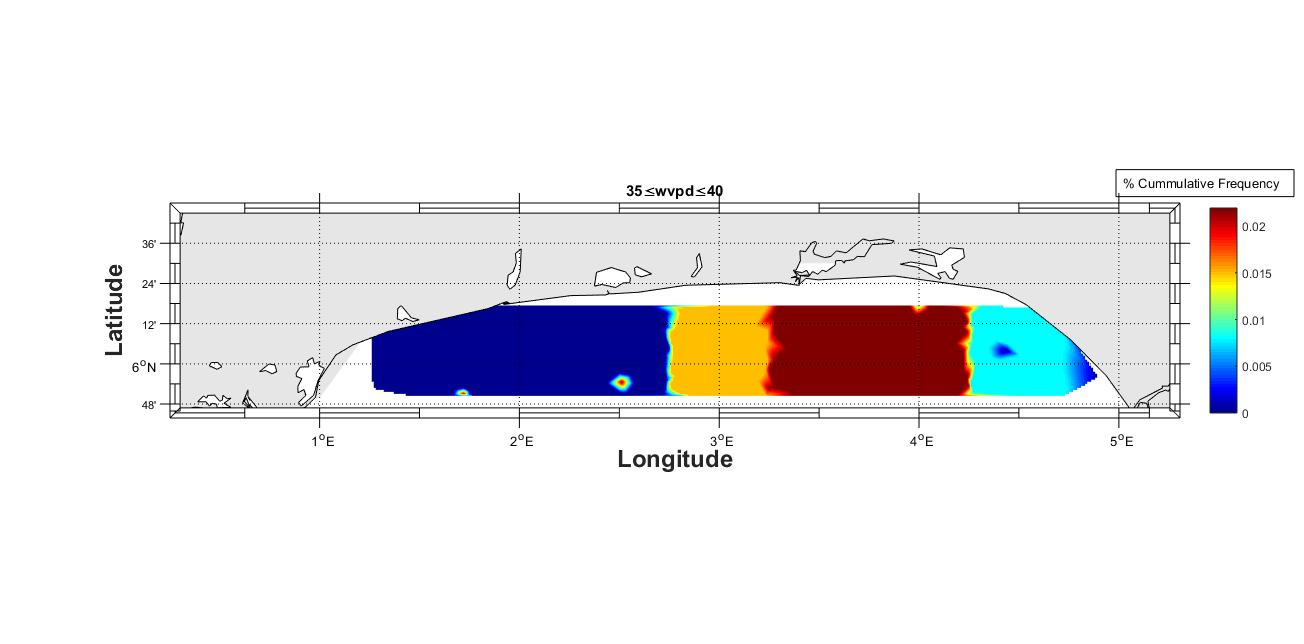 35≤wvpd≤40
% Cummulative Frequency
Latitude
36'
24'
12'
6°N
48'
0.02
0.015
0.01
0.005
0
1°E
2°E
3°E
4°E
5°E
Longitude